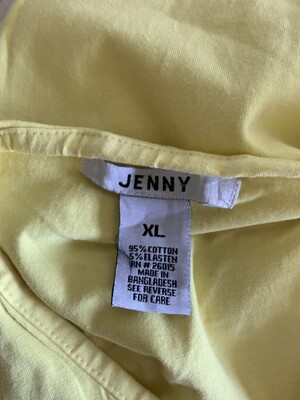 JENNY
XL
95% COTTON
5% ELASTEN
RN # 26015
MADE IN
BANGLADESH
SEE REVERSE
FOR CARE